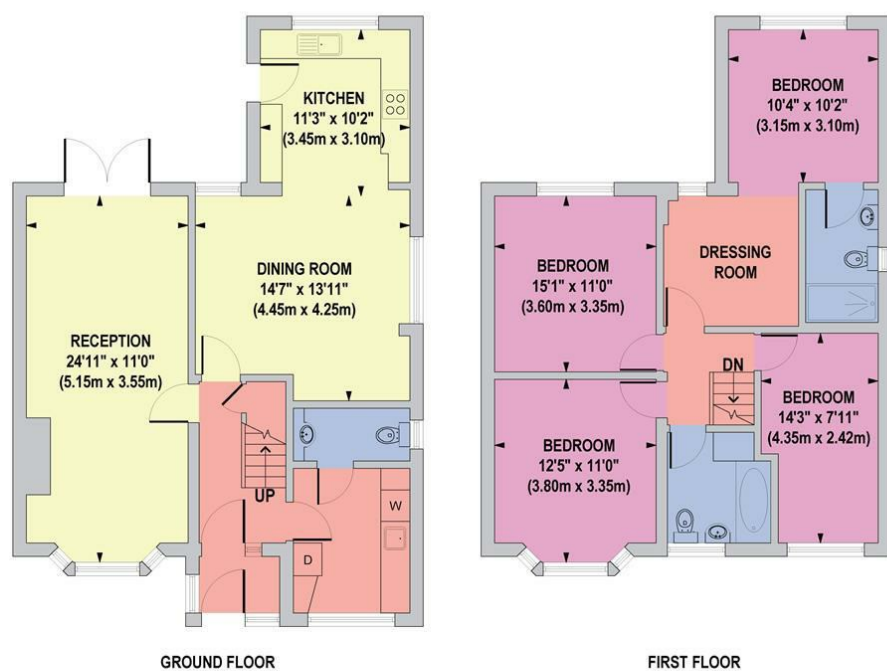 KITCHEN
11'3" x 10'2"
(3.45m x 3.10m)
DINING ROOM
14'7" x 13'11"
(4.45m x 4.25m)
RECEPTION
24'11" x 11'0"
(5.15m x 3.55m)
UP
W
D
GROUND FLOOR
BEDROOM
10'4" x 10'2"
(3.15m x 3.10m)
DRESSING
ROOM
BEDROOM
15'1" x 11'0"
(3.60m x 3.35m)
DN
BEDROOM
14'3" x 7'11"
(4.35m x 2.42m)
BEDROOM
12'5" x 11'0"
(3.80m x 3.35m)
FIRST FLOOR